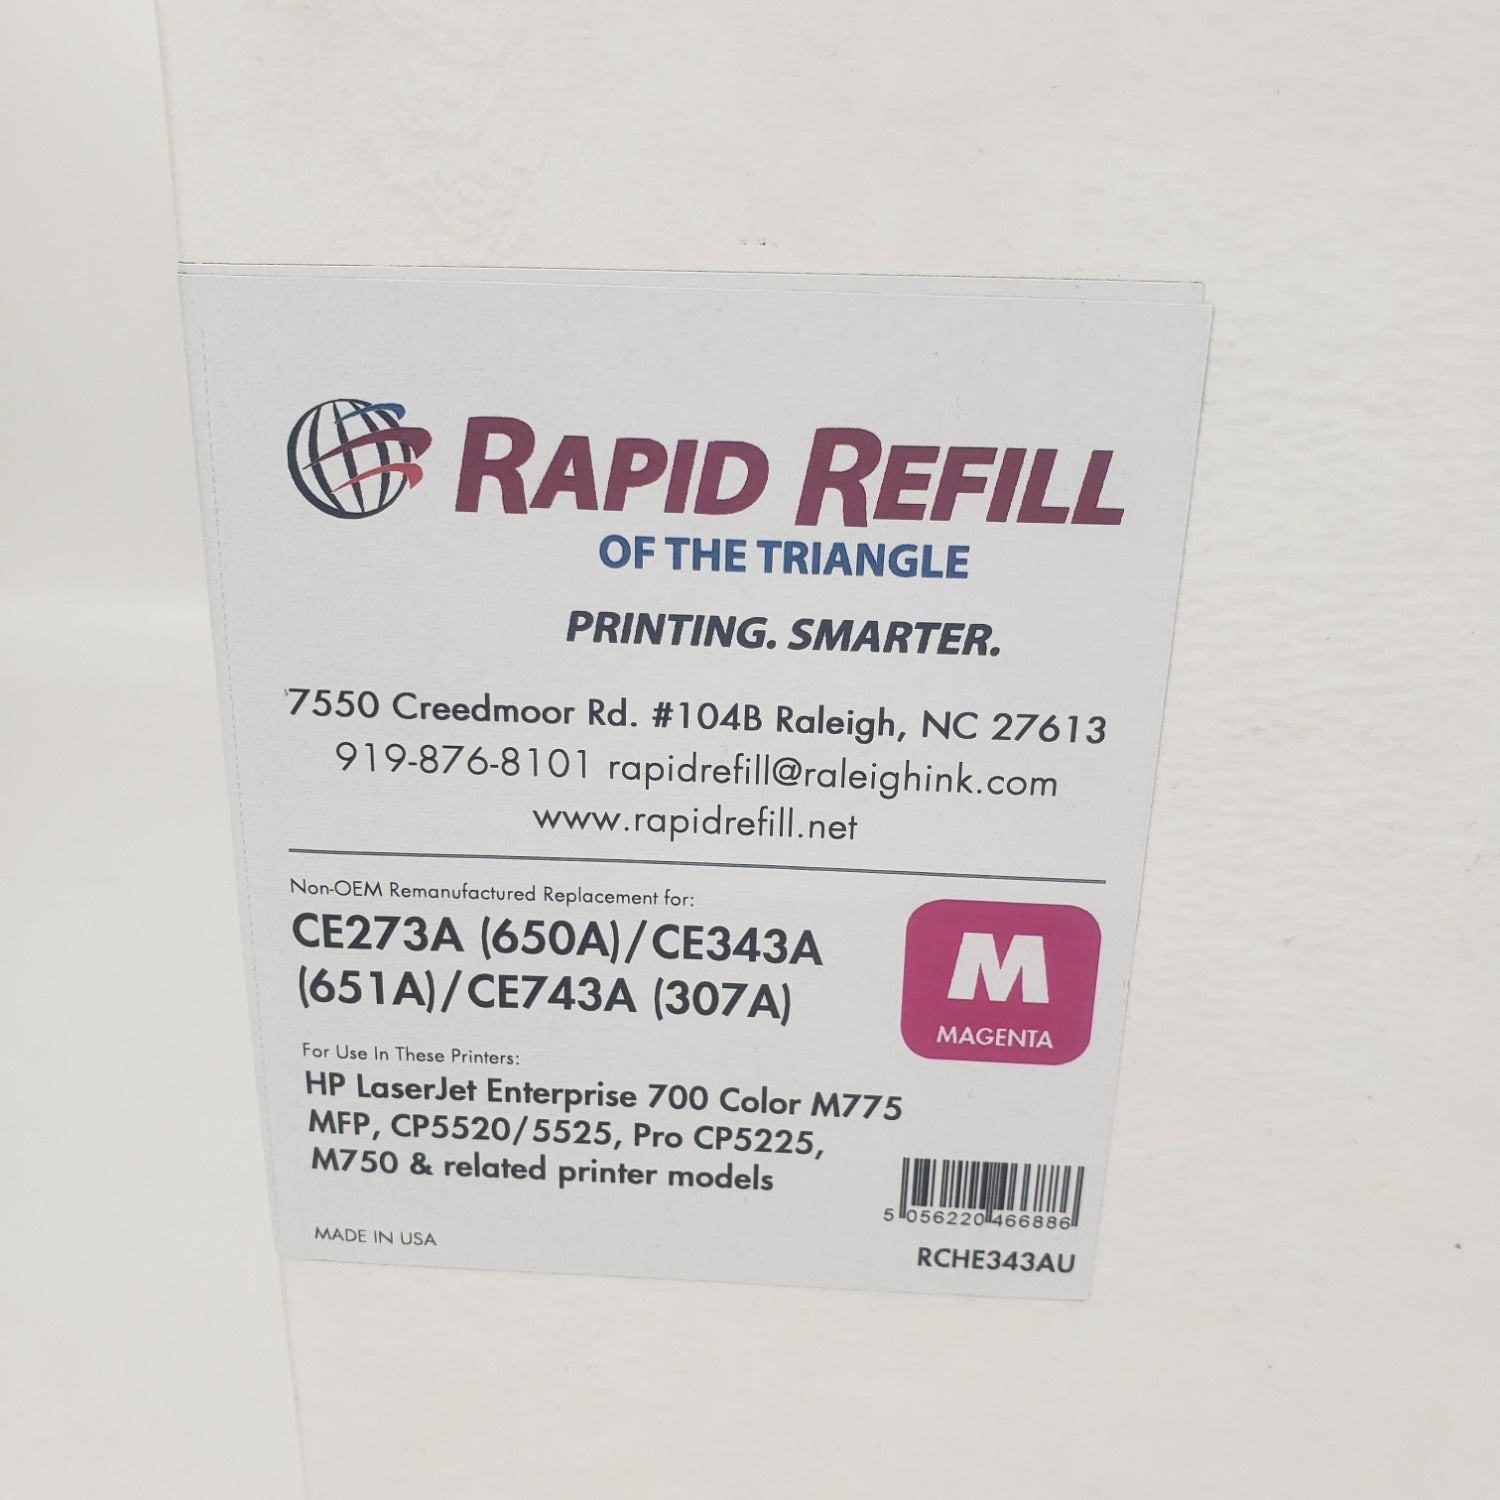 RAPID REFILL
OF THE TRIANGLE
PRINTING. SMARTER.
7550 Creedmoor Rd. #104B Raleigh, NC 27613
919-876-8101 rapidrefill@raleighink.com
www.rapidrefill.net
Non-OEM Remanufactured Replacement for:
CE273A (650A)/CE343A
(651A)/CE743A (307A)
M
MAGENTA
For Use In These Printers:
HP LaserJet Enterprise 700 Color M775
MFP, CP5520/5525, Pro CP5225,
M750 & related printer models
5 056220 466886
MADE IN USA
RCHE343AU